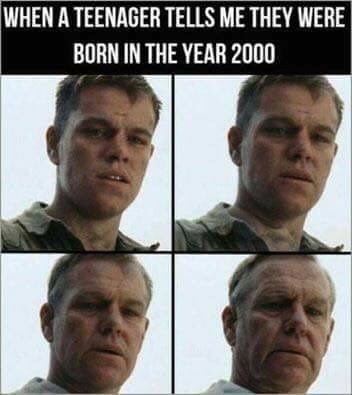 WHEN A TEENAGER TELLS ME THEY WERE
BORN IN THE YEAR 2000